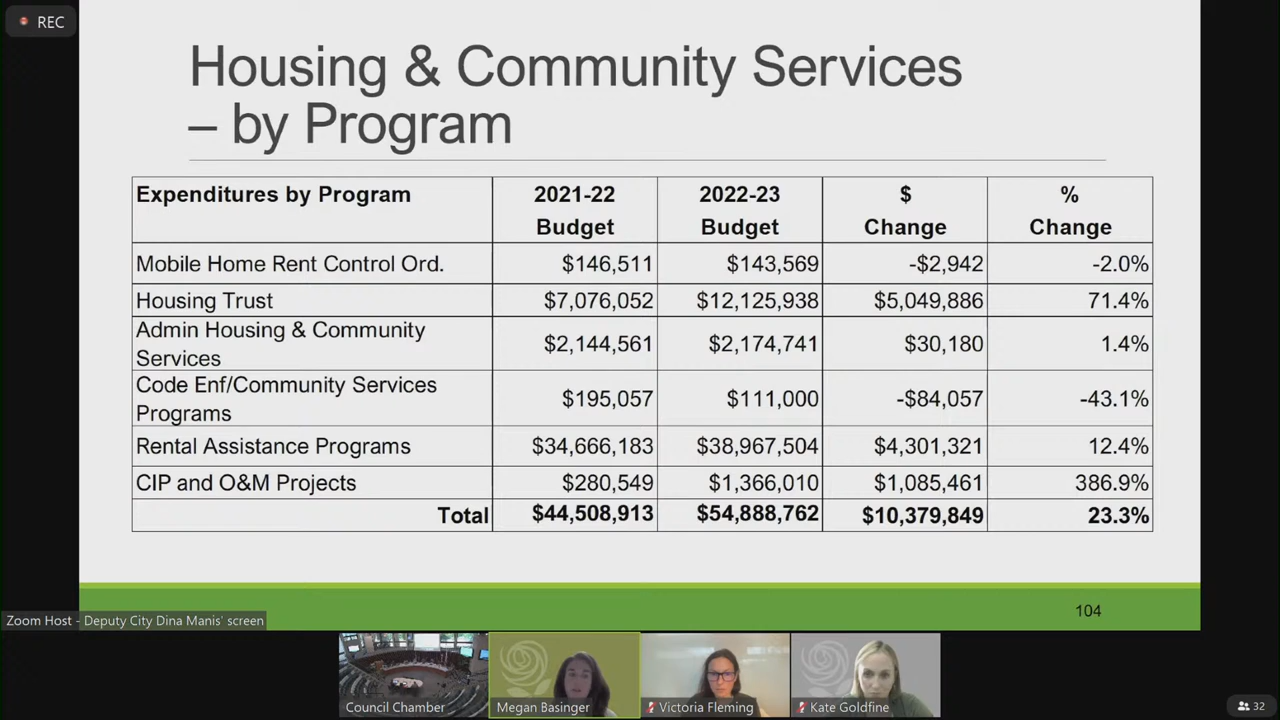 REC
Housing & Community Services
– by Program
Expenditures by Program 2021-22 Budget 2022-23 Budget $ Change % Change
Mobile Home Rent Control Ord. $146,511 $143,569 -$2,942 -2.0%
Housing Trust $7,076,052 $12,125,938 $5,049,886 71.4%
Admin Housing & Community
Services $2,144,561 $2,174,741 $30,180 1.4%
Code Enf/Community Services
Programs $195,057 $111,000 -$84,057 -43.1%
Rental Assistance Programs $34,666,183 $38,967,504 $4,301,321 12.4%
CIP and O&M Projects $280,549 $1,366,010 $1,085,461 386.9%
Total $44,508,913 $54,888,762 $10,379,849 23.3%
104
Zoom Host - Deputy City Dina Manis' screen
Council Chamber Megan Basinger Victoria Fleming Kate Goldfine 32